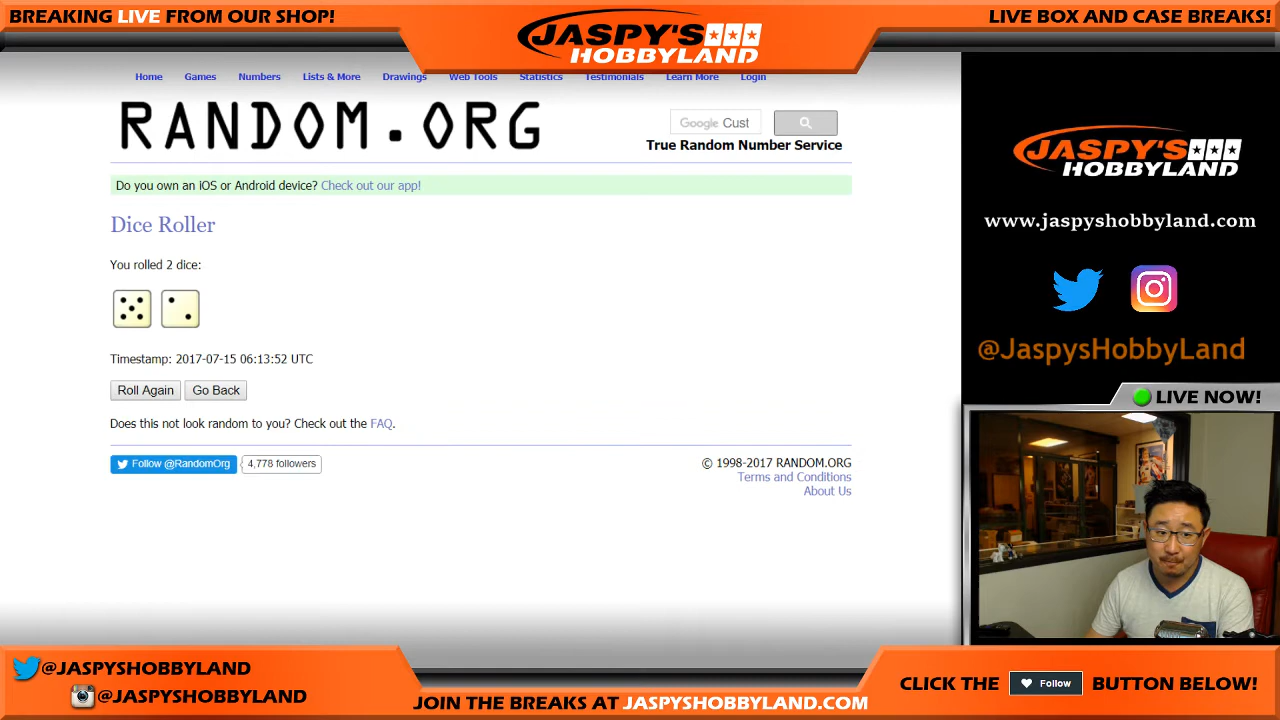 BREAKING LIVE FROM OUR SHOP!
JASPY'S
HOBBYLAND
LIVE BOX AND CASE BREAKS!
Home Games Numbers Lists & More Drawings Web Tools Statistics Testimonials Learn More Login
RANDOM.ORG
Google Cust
True Random Number Service
Do you own an iOS or Android device? Check out our app!
Dice Roller
You rolled 2 dice:
Timestamp: 2017-07-15 06:13:52 UTC
Roll Again Go Back
Does this not look random to you? Check out the FAQ.
Follow @RandomOrg 4,778 followers
© 1998-2017 RANDOM.ORG
Terms and Conditions
About Us
JASPY'S
HOBBYLAND
www.jaspyshobbyland.com
@JaspysHobbyLand
LIVE NOW!
@JASPYSHOBBYLAND
@JASPYSHOBBYLAND
JOIN THE BREAKS AT JASPYSHOBBYLAND.COM
CLICK THE Follow BUTTON BELOW!